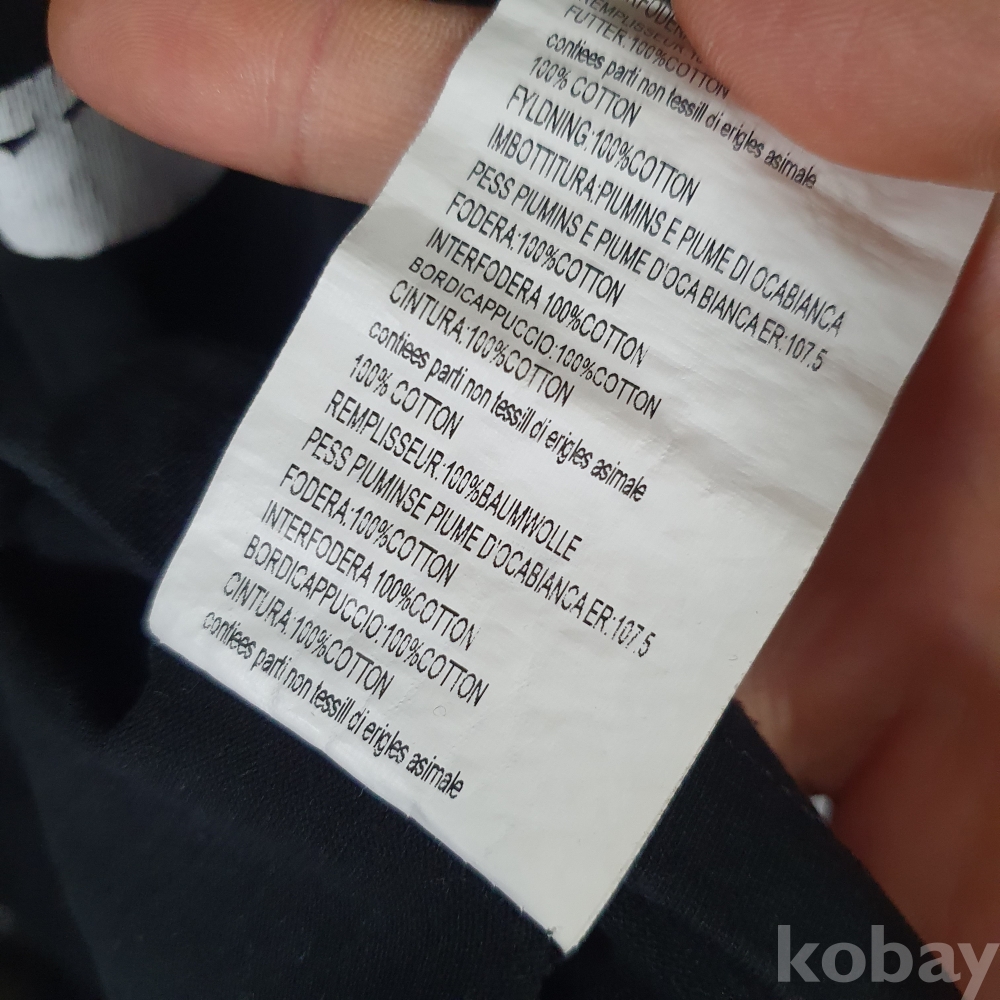 FUTTER:100%COTTON
contiees parti non tessill di erigles asimale
100% COTTON
FYLDNING:100%COTTON
IMBOTTITURA:PIUMINS E PIUME DI OCABIANCA
PESS PIUMINS E PIUME D'OCA BIANCA ER:107.5
FODERA:100%COTTON
INTERFODERA 100%COTTON
BORDICAPPUCCIO:100%COTTON
CINTURA:100%COTTON
contiees parti non tessill di erigles asimale
100% COTTON
REMPLISSEUR:100%BAUMWOLLE
PESS PIUMINSE PIUME D'OCABIANCA ER:107.5
FODERA:100%COTTON
INTERFODERA 100%COTTON
BORDICAPPUCCIO:100%COTTON
CINTURA:100%COTTON
contiees parti non tessill di erigles asimale
kobay